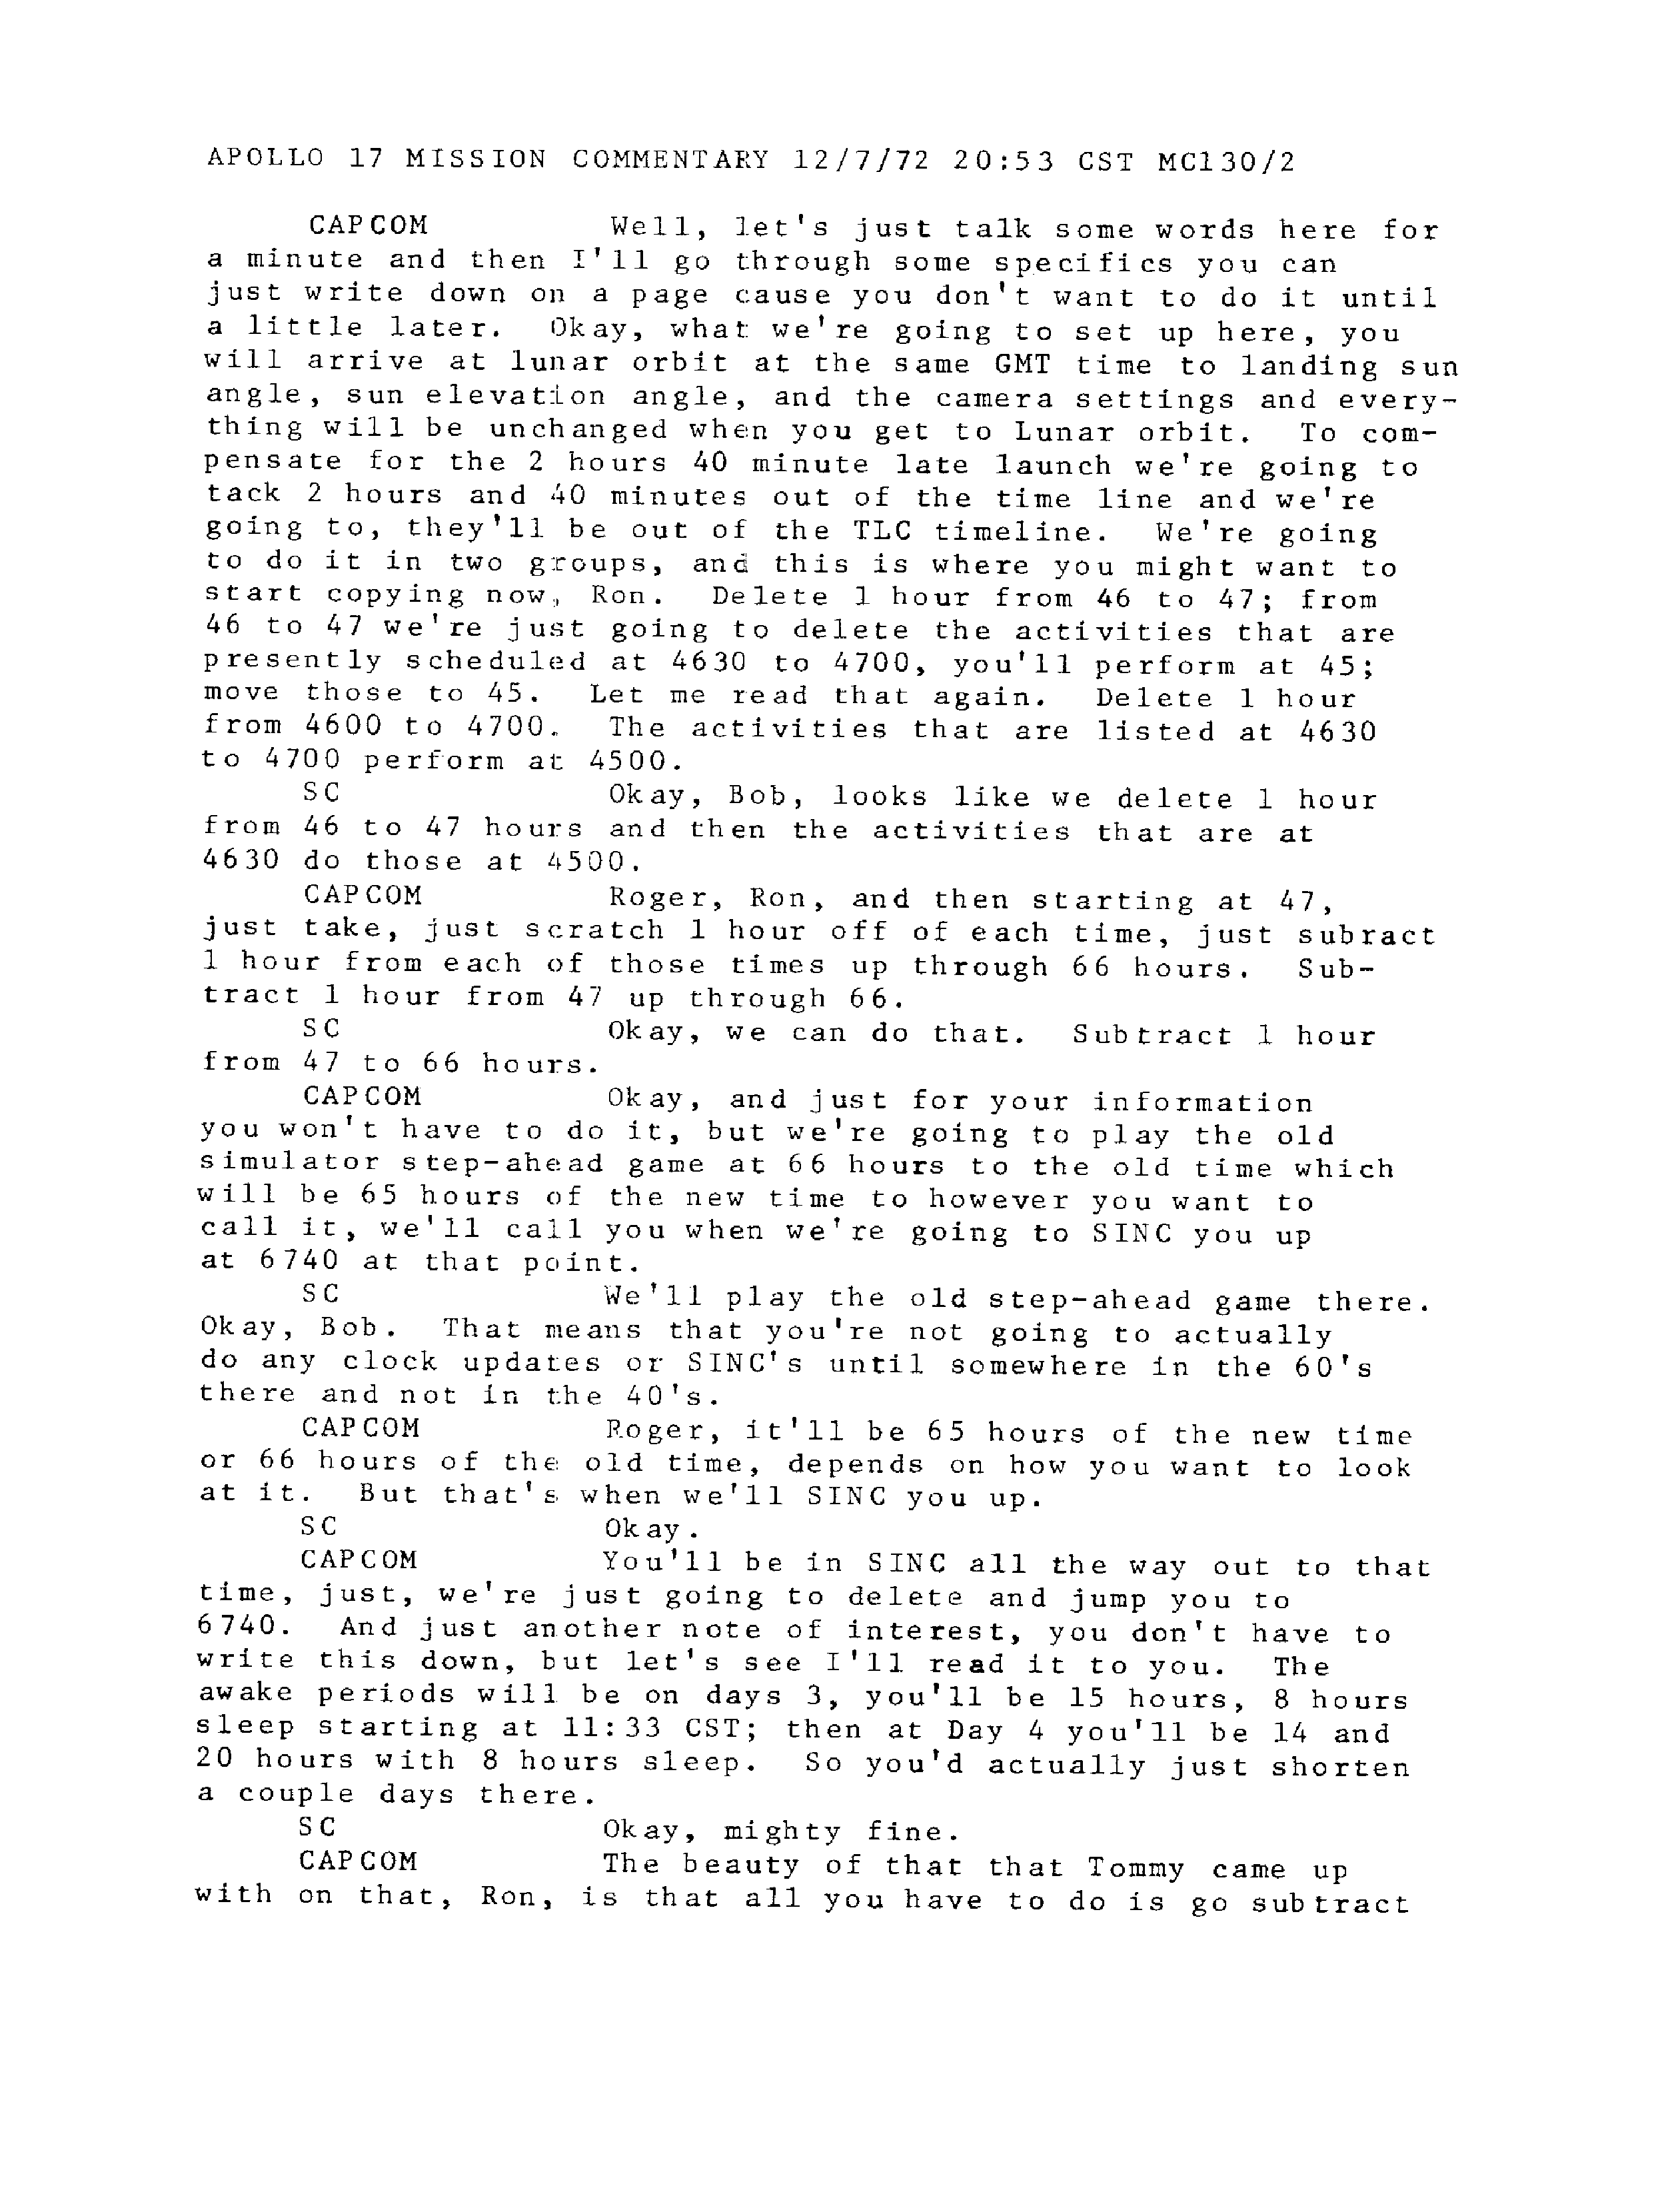 APOLLO 17 MISSION COMMENTARY 12/7/72 20:53 CST MC130/2
CAPCOM Well, let's just talk some words here for
a minute and then I'll go through some specifics you can
just write down on a page cause you don't want to do it until
a little later. Okay, what we're going to set up here, you
will arrive at lunar orbit at the same GMT time to landing sun
angle, sun elevation angle, and the camera settings and every-
thing will be unchanged when you get to Lunar orbit. To com-
pensate for the 2 hours 40 minute late launch we're going to
tack 2 hours and 40 minutes out of the time line and we're
going to, they'll be out of the TLC timeline. We're going
to do it in two groups, and this is where you might want to
start copying now, Ron. Delete 1 hour from 46 to 47; from
46 to 47 we're just going to delete the activities that are
presently scheduled at 4630 to 4700, you'll perform at 45;
move those to 45. Let me read that again. Delete 1 hour
from 4600 to 4700. The activities that are listed at 4630
to 4700 perform at 4500.
SC Okay, Bob, looks like we delete 1 hour
from 46 to 47 hours and then the activities that are at
4630 do those at 4500.
CAPCOM Roger, Ron, and then starting at 47,
just take, just scratch 1 hour off of each time, just subract
1 hour from each of those times up through 66 hours. Sub-
tract 1 hour from 47 up through 66.
SC Okay, we can do that. Subtract 1 hour
from 47 to 66 hours.
CAPCOM Okay, and just for your information
you won't have to do it, but we're going to play the old
simulator step-ahead game at 66 hours to the old time which
will be 65 hours of the new time to however you want to
call it, we'll call you when we're going to SINC you up
at 6740 at that point.
SC We'll play the old step-ahead game there.
Okay, Bob. That means that you're not going to actually
do any clock updates or SINC's until somewhere in the 60's
there and not in the 40's.
CAPCOM Roger, it'll be 65 hours of the new time
or 66 hours of the old time, depends on how you want to look
at it. But that's when we'll SINC you up.
SC Okay.
CAPCOM You'll be in SINC all the way out to that
time, just, we're just going to delete and jump you to
6740. And just another note of interest, you don't have to
write this down, but let's see I'll read it to you. The
awake periods will be on days 3, you'll be 15 hours, 8 hours
sleep starting at 11:33 CST; then at Day 4 you'll be 14 and
20 hours with 8 hours sleep. So you'd actually just shorten
a couple days there.
SC Okay, mighty fine.
CAPCOM The beauty of that that Tommy came up
with on that, Ron, is that all you have to do is go subtract